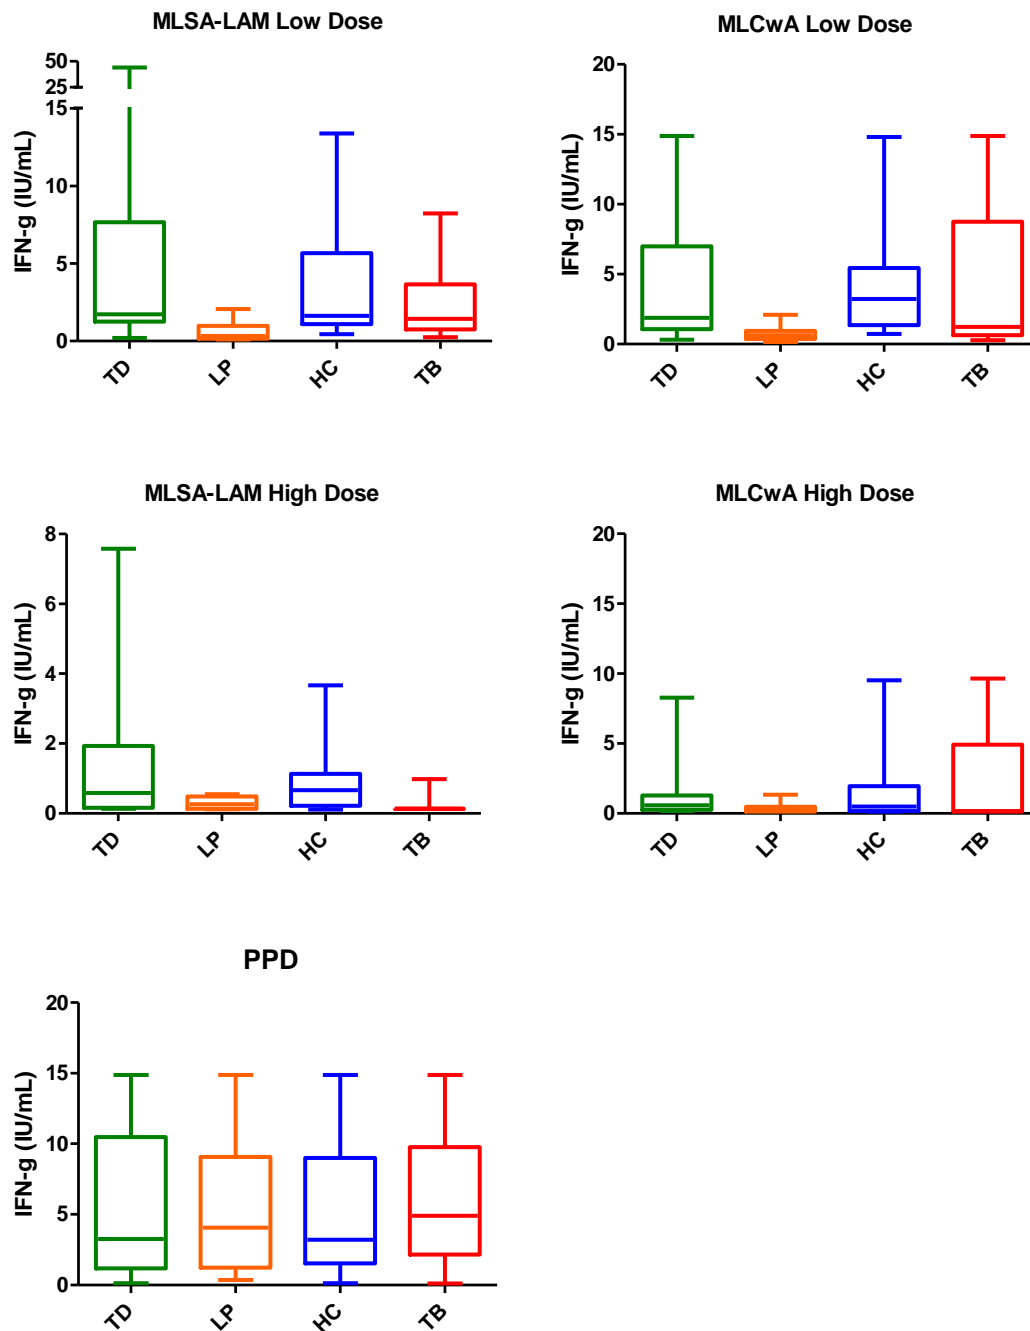 MLSA-LAM Low Dose
IFN-g (IU/mL)
50
25
15
10
5
0
TD LP HC TB
MLCwA Low Dose
IFN-g (IU/mL)
20
15
10
5
0
TD LP HC TB
MLSA-LAM High Dose
IFN-g (IU/mL)
8
6
4
2
0
TD LP HC TB
MLCwA High Dose
IFN-g (IU/mL)
20
15
10
5
0
TD LP HC TB
PPD
IFN-g (IU/mL)
20
15
10
5
0
TD LP HC TB